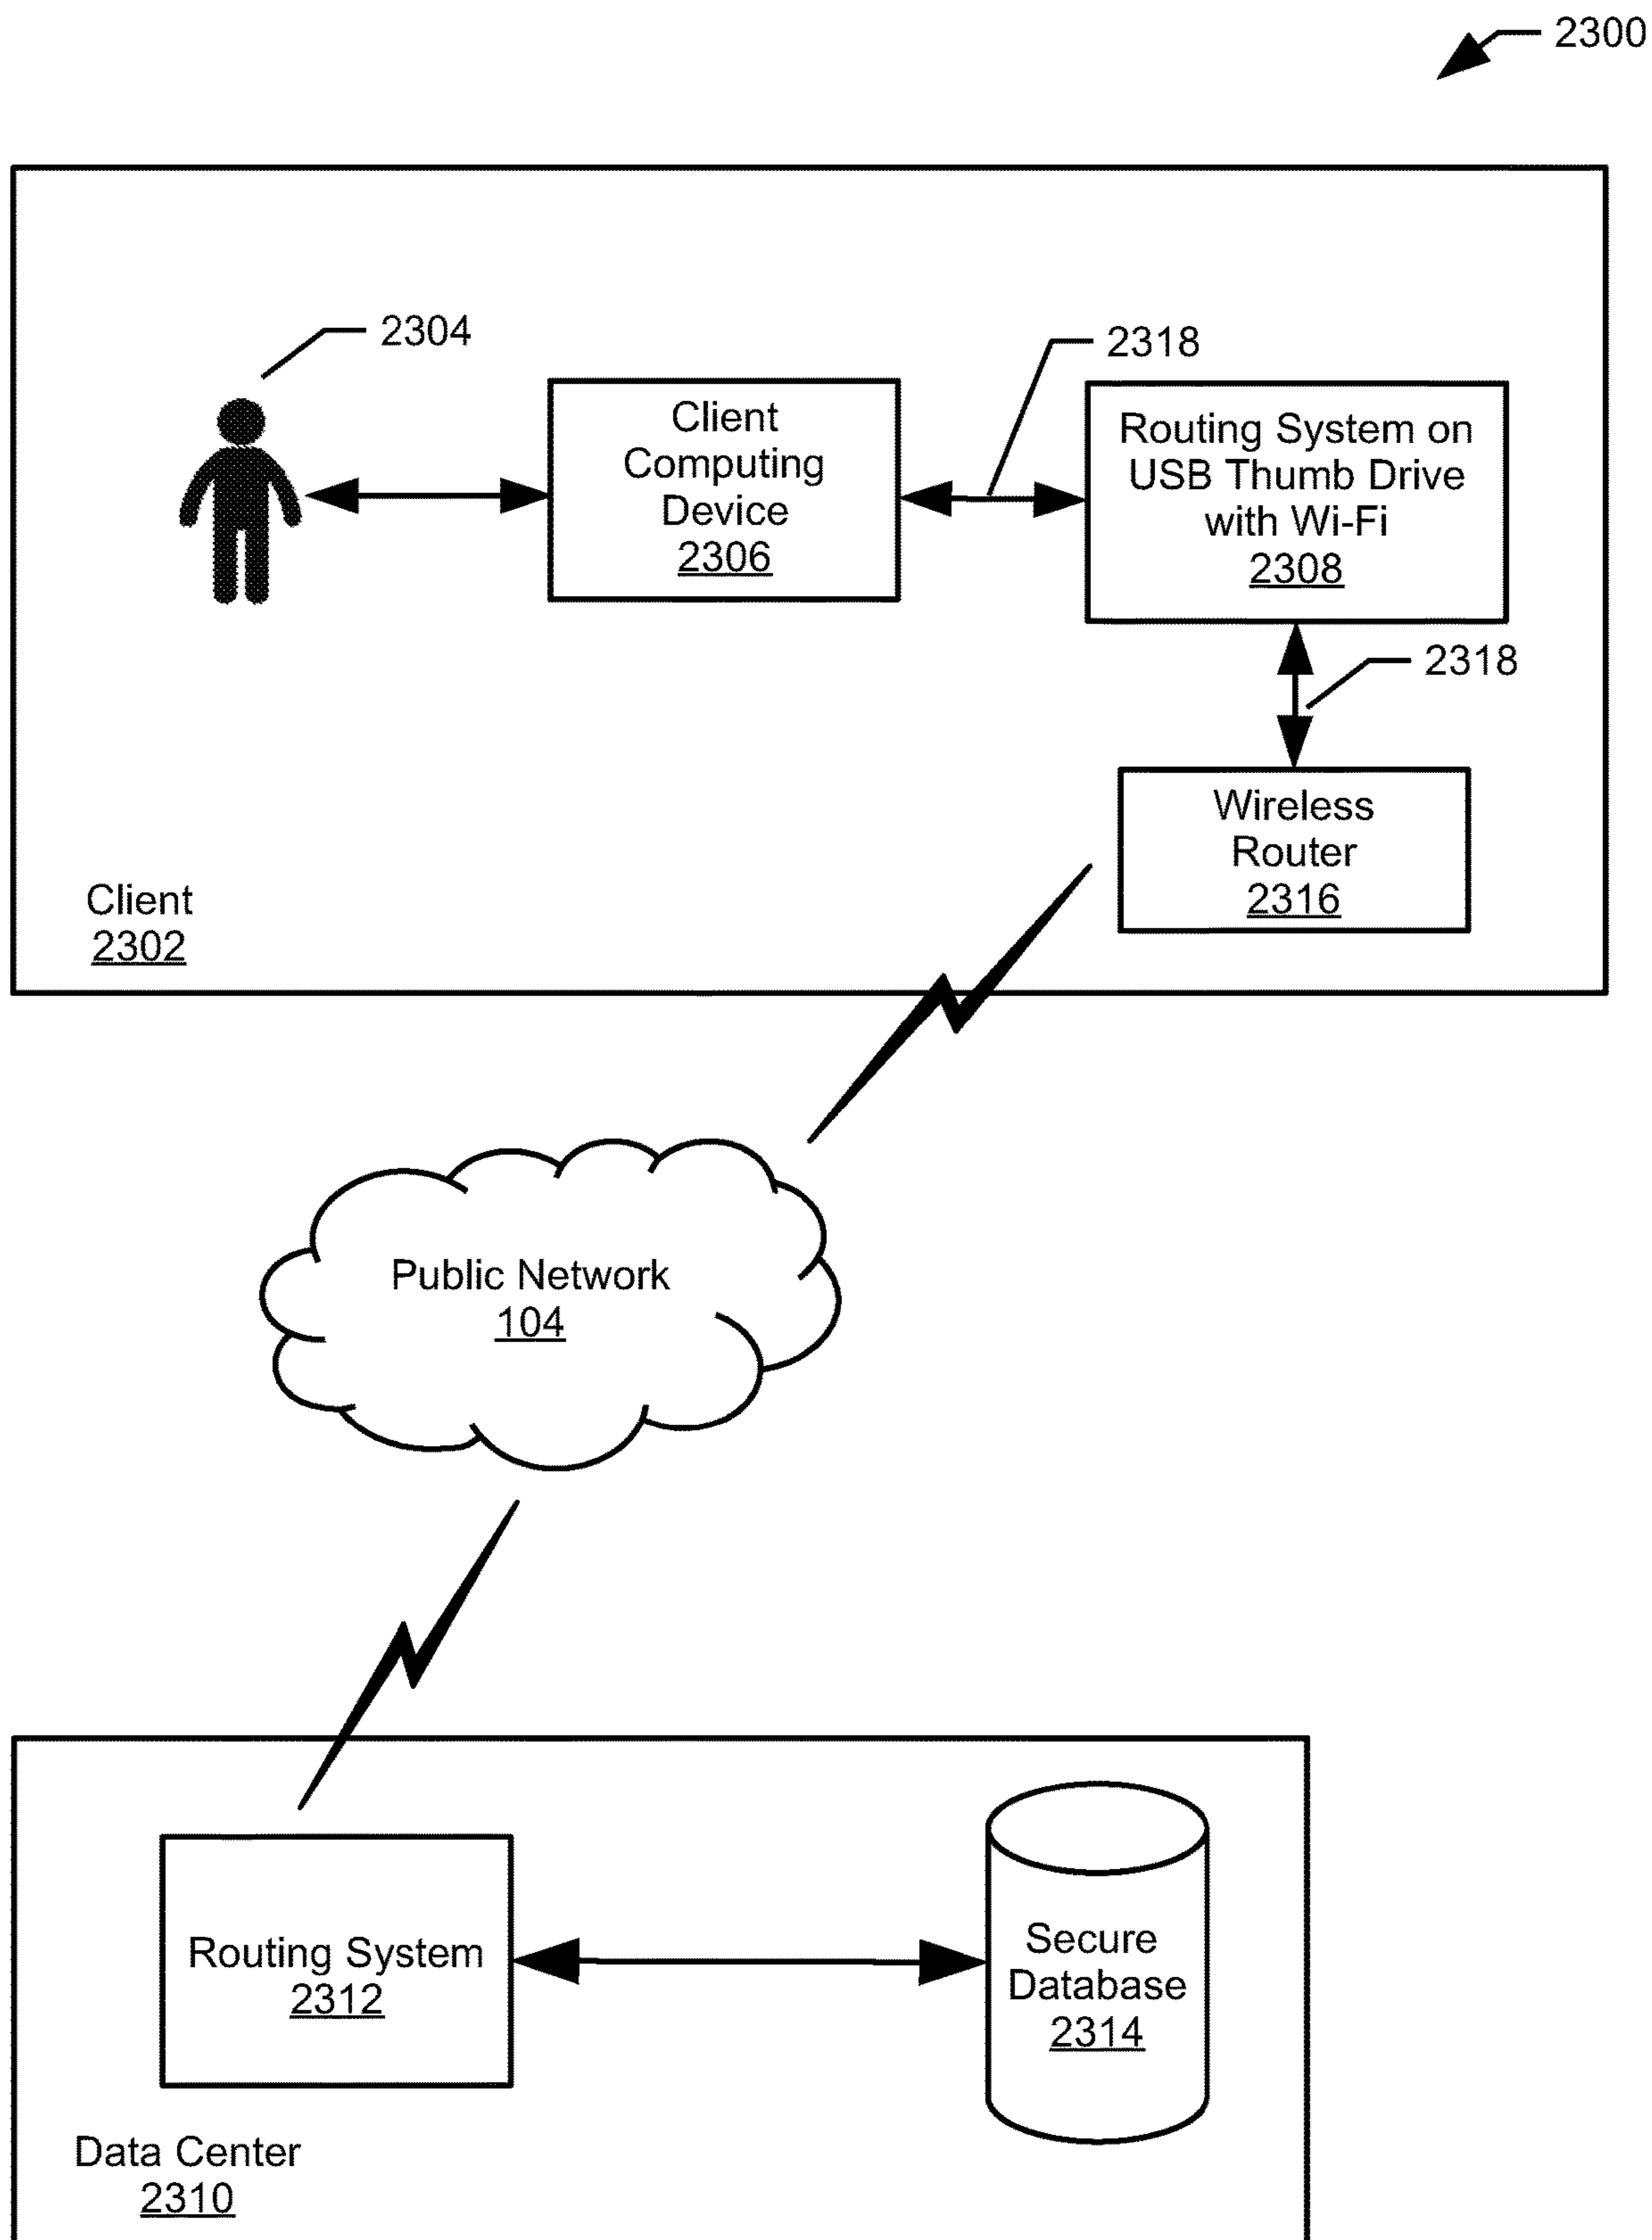 2300
2304
2318
Client
Computing
Device
2306
Routing System on
USB Thumb Drive
with Wi-Fi
2308
2318
Wireless
Router
2316
Client
2302
Public Network
104
Routing System
2312
Secure
Database
2314
Data Center
2310